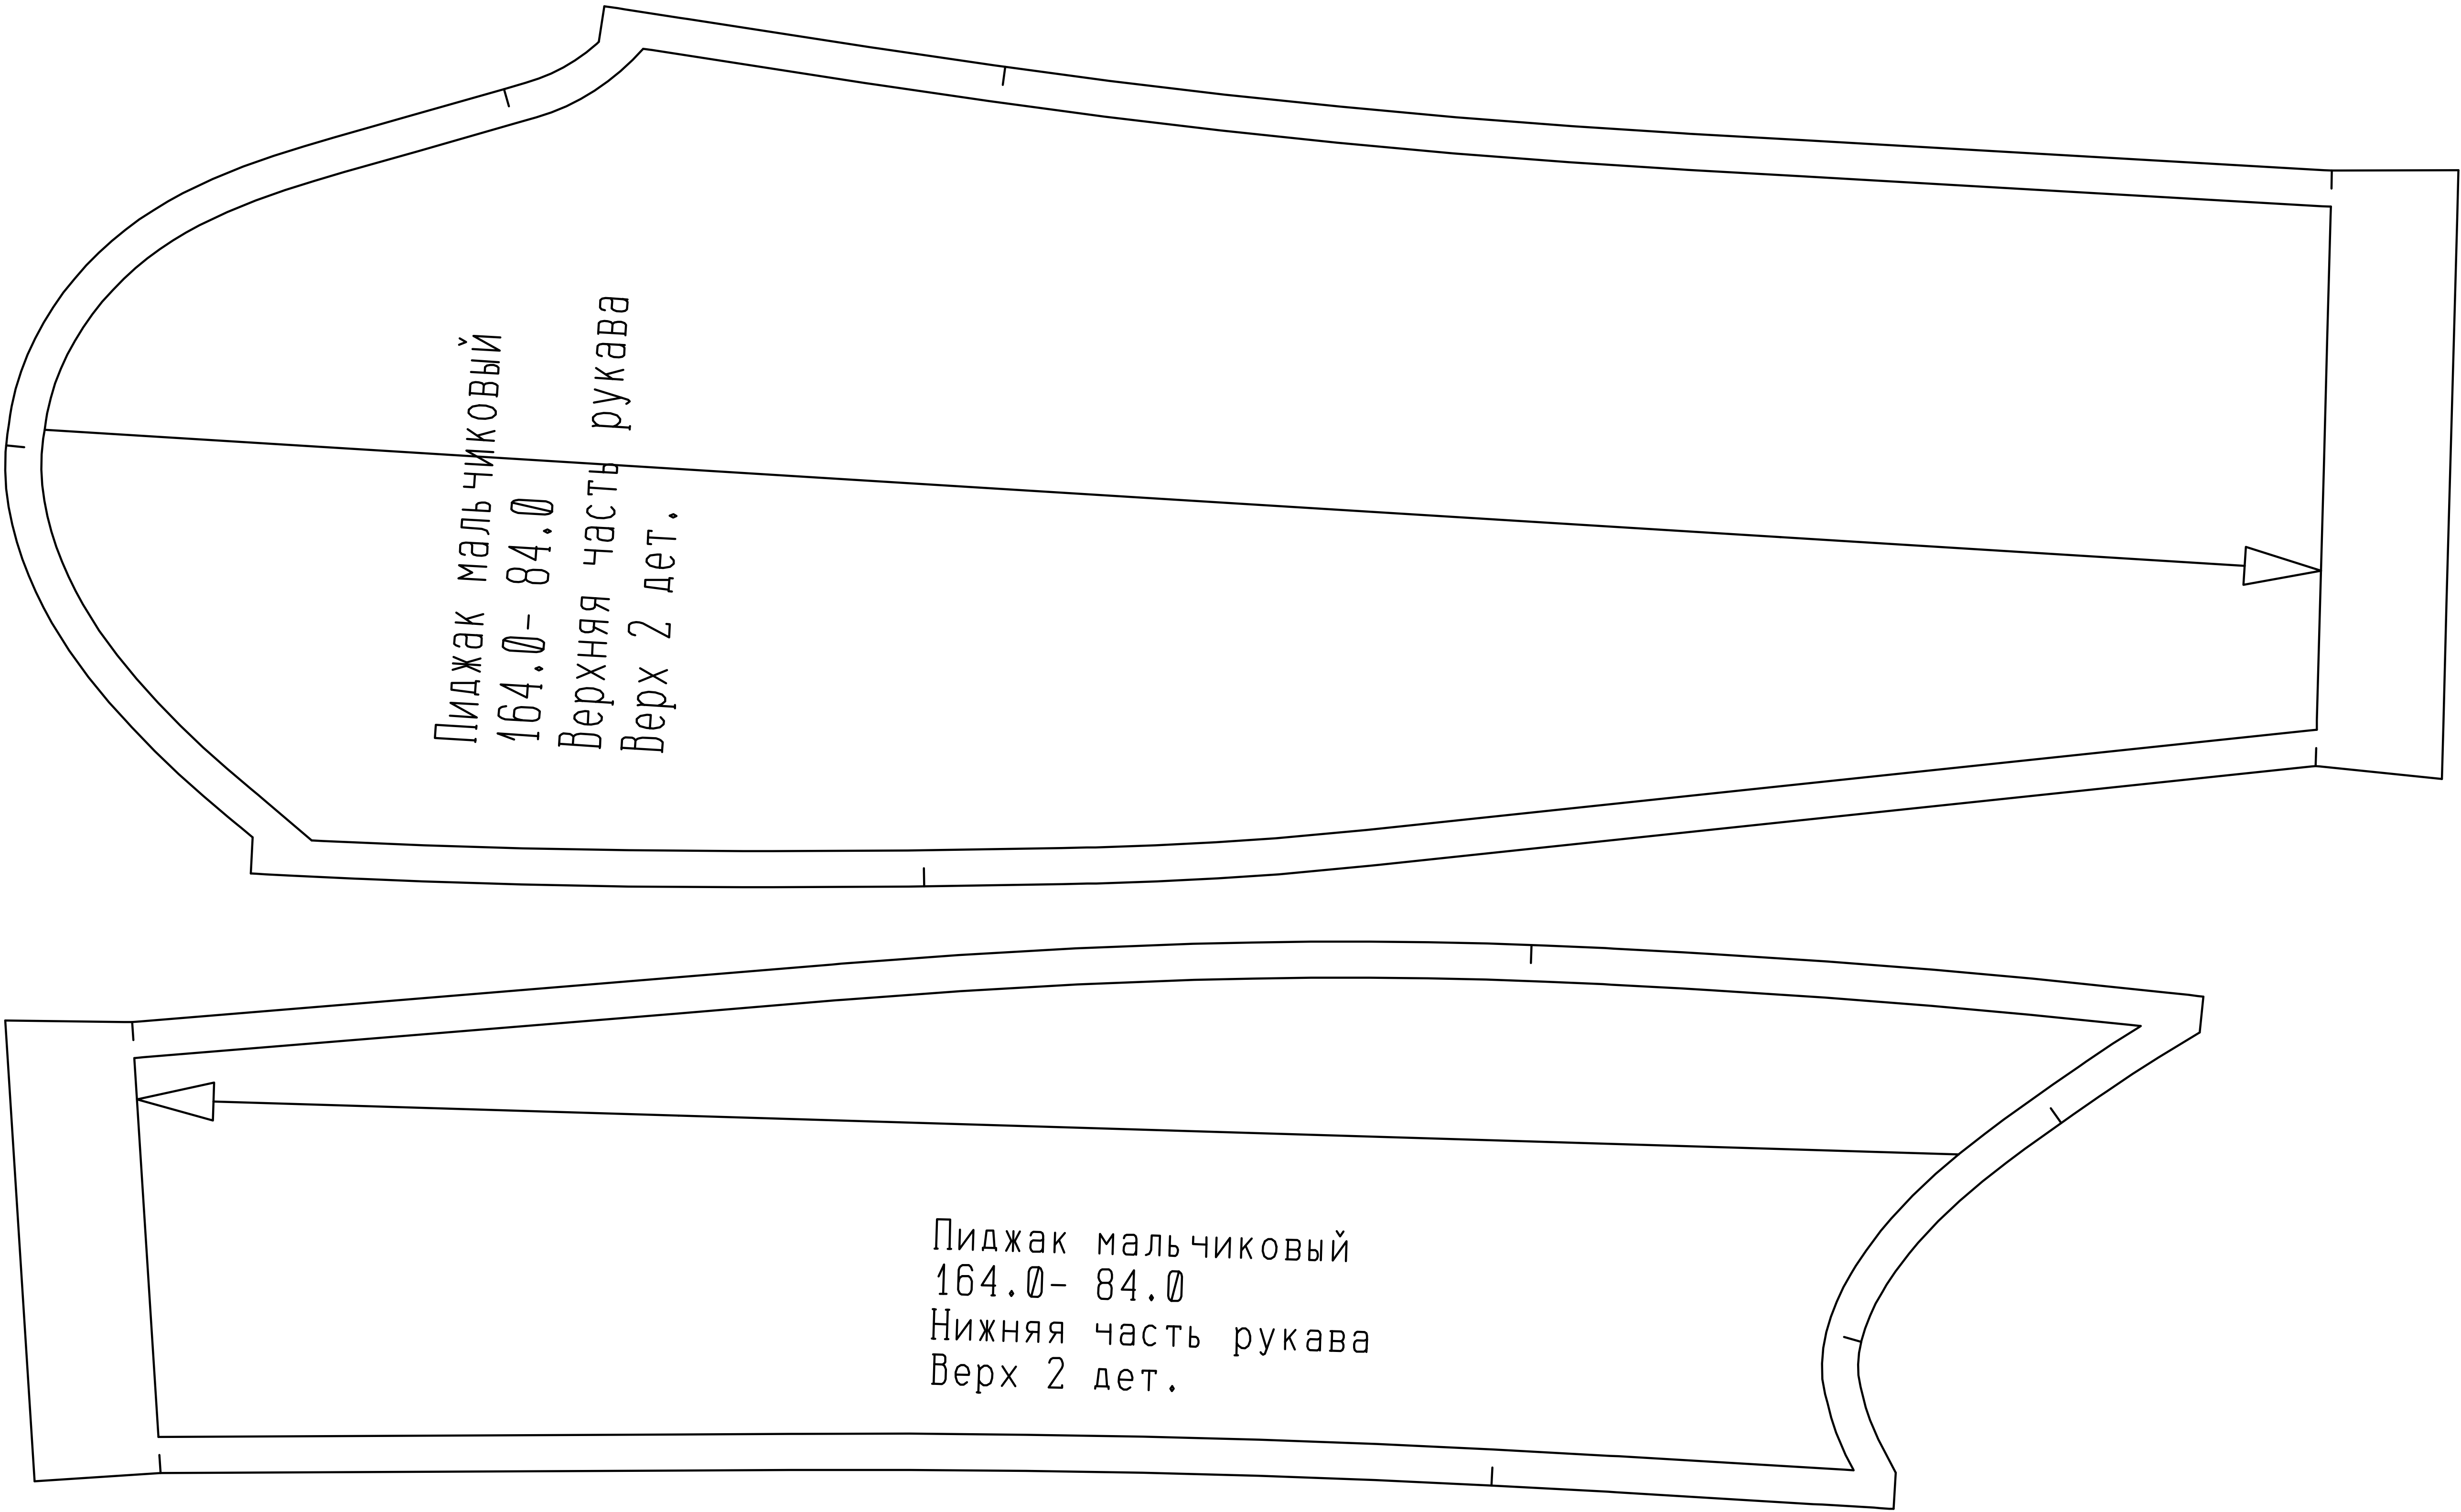 Пиджак мальчиковый
164.0- 84.0
Верхняя часть рукава
Верх 2 дет.
Пиджак мальчиковый
164.0- 84.0
Нижняя часть рукава
Верх 2 дет.